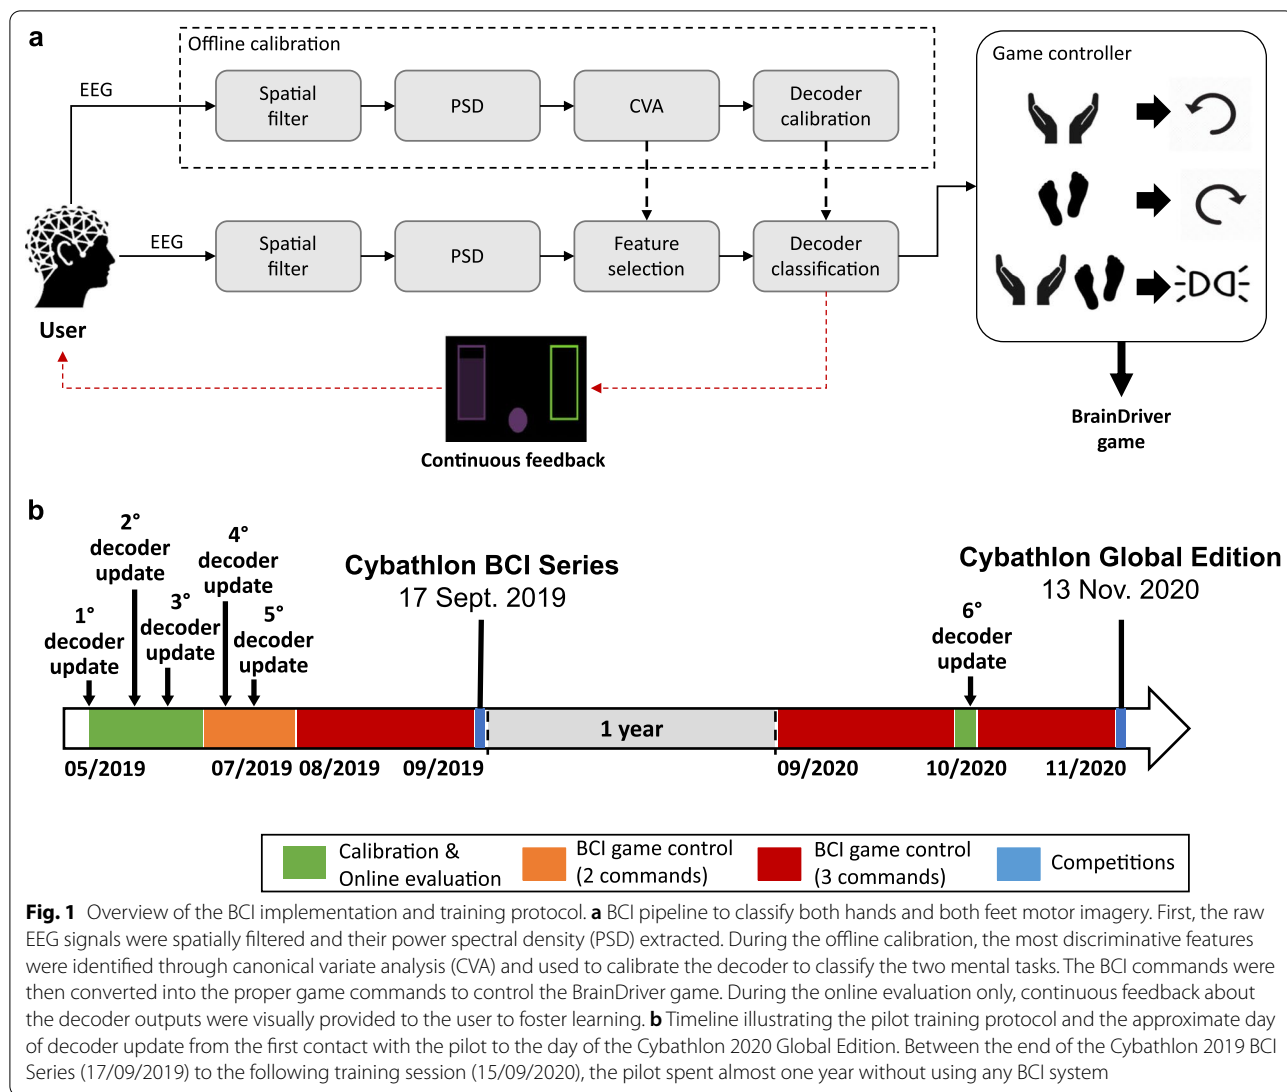 a
Offline calibration
EEG
Spatial
filter
PSD
CVA
Decoder
calibration
Game controller
EEG
Spatial
filter
PSD
Feature
selection
Decoder
classification
User
Continuous feedback
BrainDriver
game
b
1°
decoder
update
2°
decoder
update
3°
decoder
update
4°
decoder
update
5°
decoder
update
Cybathlon BCI Series
17 Sept. 2019
6°
decoder
update
Cybathlon Global Edition
13 Nov. 2020
1 year
05/2019
07/2019
08/2019
09/2019
09/2020
10/2020
11/2020
Calibration &
Online evaluation
BCI game control
(2 commands)
BCI game control
(3 commands)
Competitions
Fig. 1 Overview of the BCI implementation and training protocol. a BCI pipeline to classify both hands and both feet motor imagery. First, the raw
EEG signals were spatially filtered and their power spectral density (PSD) extracted. During the offline calibration, the most discriminative features
were identified through canonical variate analysis (CVA) and used to calibrate the decoder to classify the two mental tasks. The BCI commands were
then converted into the proper game commands to control the BrainDriver game. During the online evaluation only, continuous feedback about
the decoder outputs were visually provided to the user to foster learning. b Timeline illustrating the pilot training protocol and the approximate day
of decoder update from the first contact with the pilot to the day of the Cybathlon 2020 Global Edition. Between the end of the Cybathlon 2019 BCI
Series (17/09/2019) to the following training session (15/09/2020), the pilot spent almost one year without using any BCI system